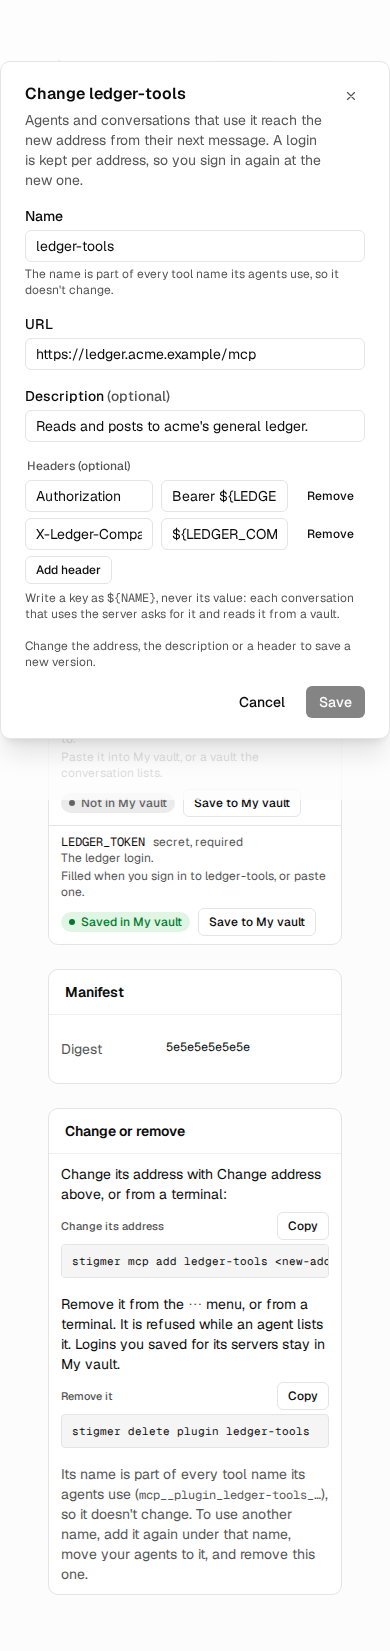 Change ledger-tools
Agents and conversations that use it reach the
new address from their next message. A login
is kept per address, so you sign in again at the
new one.
Name
ledger-tools
The name is part of every tool name its agents use, so it
doesn't change.
URL
https://ledger.acme.example/mcp
Description (optional)
Reads and posts to acme's general ledger.
Headers (optional)
Authorization
Bearer ${LEDGE
Remove
X-Ledger-Compa
${LEDGER_COM
Remove
Add header
Write a key as ${NAME}, never its value: each conversation
that uses the server asks for it and reads it from a vault.
Change the address, the description or a header to save a
new version.
Cancel
Save
to.
Paste it into My vault, or a vault the
conversation lists.
Not in My vault
Save to My vault
LEDGER_TOKEN secret, required
The ledger login.
Filled when you sign in to ledger-tools, or paste
one.
Saved in My vault
Save to My vault
Manifest
Digest
5e5e5e5e5e5e
Change or remove
Change its address with Change address
above, or from a terminal:
Change its address
Copy
stigmer mcp add ledger-tools <new-add
Remove it from the ··· menu, or from a
terminal. It is refused while an agent lists
it. Logins you saved for its servers stay in
My vault.
Remove it
Copy
stigmer delete plugin ledger-tools
Its name is part of every tool name its
agents use (mcp__plugin_ledger-tools_…),
so it doesn't change. To use another
name, add it again under that name,
move your agents to it, and remove this
one.